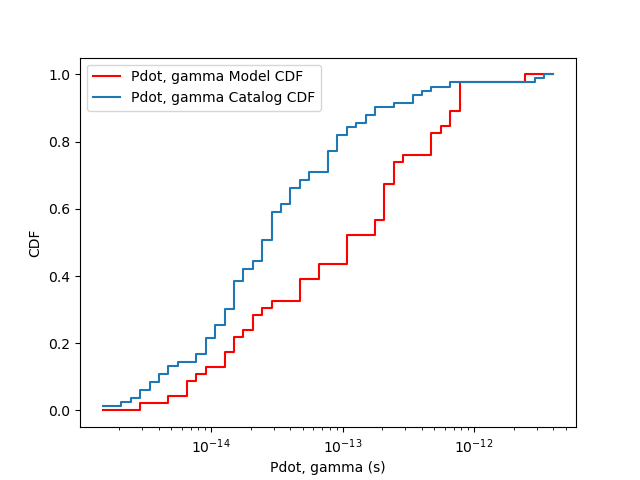 Pdot, gamma Model CDF
Pdot, gamma Catalog CDF
1.0
0.8
0.6
0.4
0.2
0.0
CDF
10⁻¹⁴ 10⁻¹³ 10⁻¹²
Pdot, gamma (s)